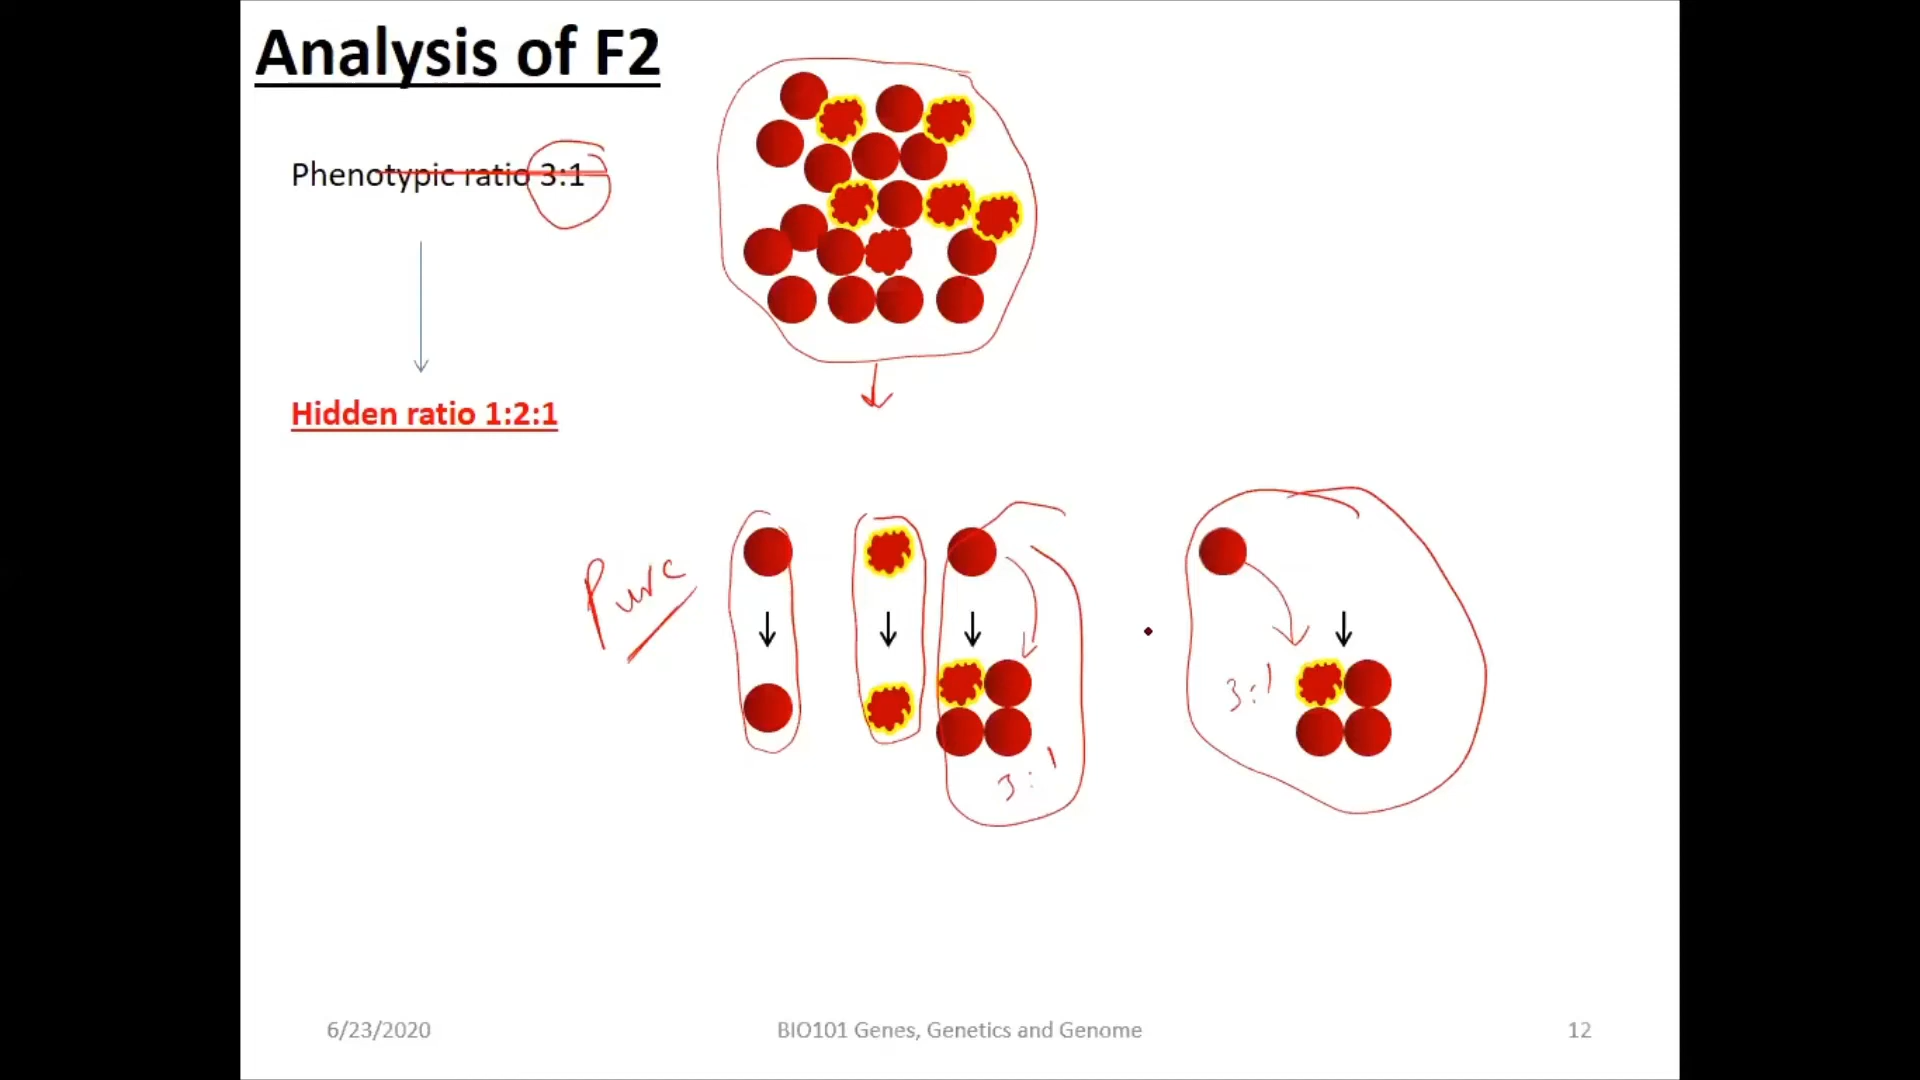 Analysis of F2
Phenotypic ratio 3:1
Hidden ratio 1:2:1
Pure
3:1
3:1
6/23/2020
BIO101 Genes, Genetics and Genome
12